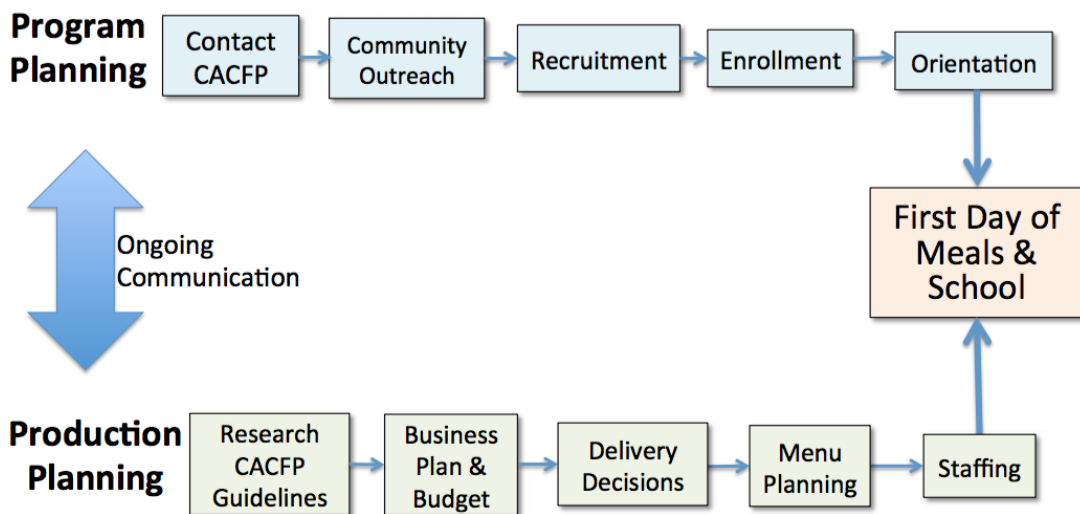 Program
Planning
Contact
CACFP
Community
Outreach
Recruitment
Enrollment
Orientation
Ongoing
Communication
First Day of
Meals &
School
Production
Planning
Research
CACFP
Guidelines
Business
Plan &
Budget
Delivery
Decisions
Menu
Planning
Staffing